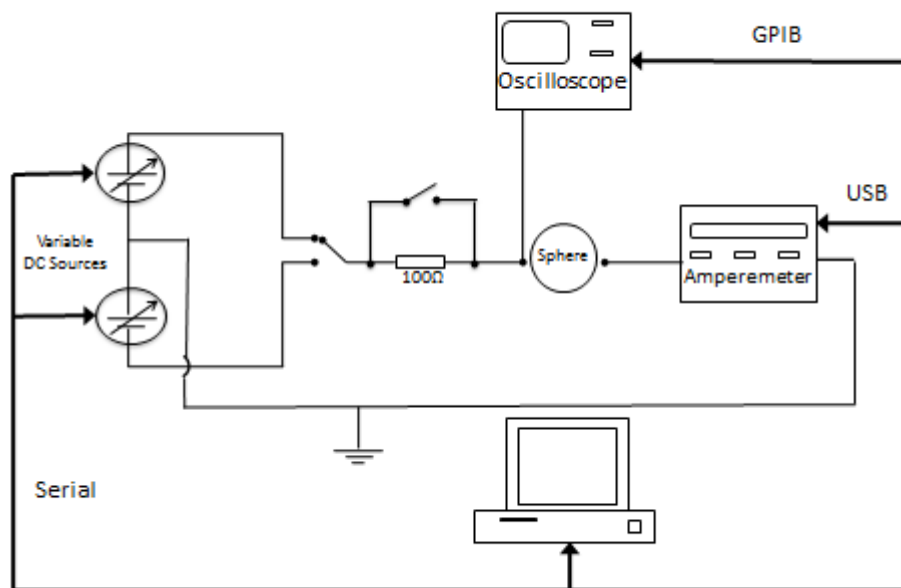 GPIB
Oscilloscope
USB
Variable
DC Sources
Sphere
100Ω
Amperemeter
Serial